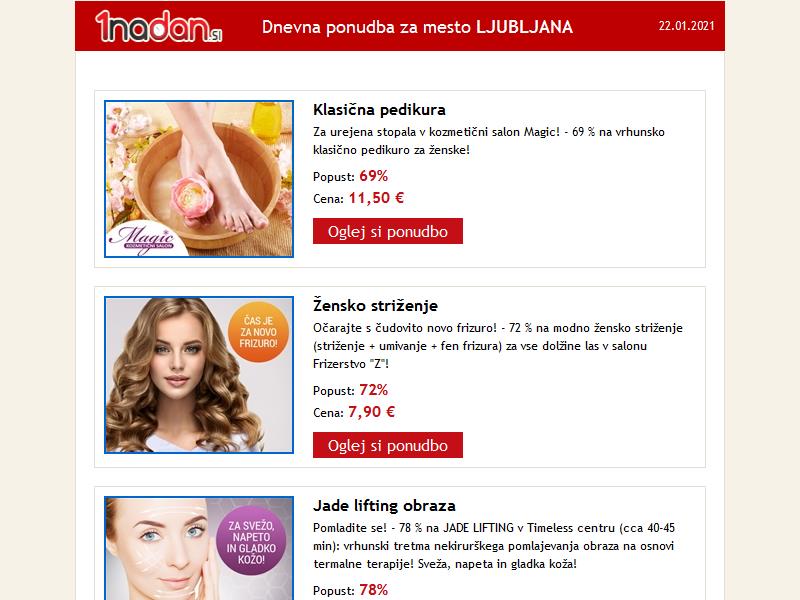 1nadan.si
Dnevna ponudba za mesto LJUBLJANA
22.01.2021
Klasična pedikura
Za urejena stopala v kozmetični salon Magic! - 69 % na vrhunsko
klasično pedikuro za ženske!
Popust: 69%
Cena: 11,50 €
Oglej si ponudbo
Magic
KOZMETIČNI SALON
Žensko striženje
Očarajte s čudovito novo frizuro! - 72 % na modno žensko striženje
(striženje + umivanje + fen frizura) za vse dolžine las v salonu
Frizerstvo "Z"!
Popust: 72%
Cena: 7,90 €
Oglej si ponudbo
ČAS JE
ZA NOVO
FRIZURO!
Jade lifting obraza
Pomladite se! - 78 % na JADE LIFTING v Timeless centru (cca 40-45
min): vrhunski tretma nekirurškega pomlajevanja obraza na osnovi
termalne terapije! Sveža, napeta in gladka koža!
Popust: 78%
ZA SVEŽO,
NAPETO
IN GLADKO
KOŽO!